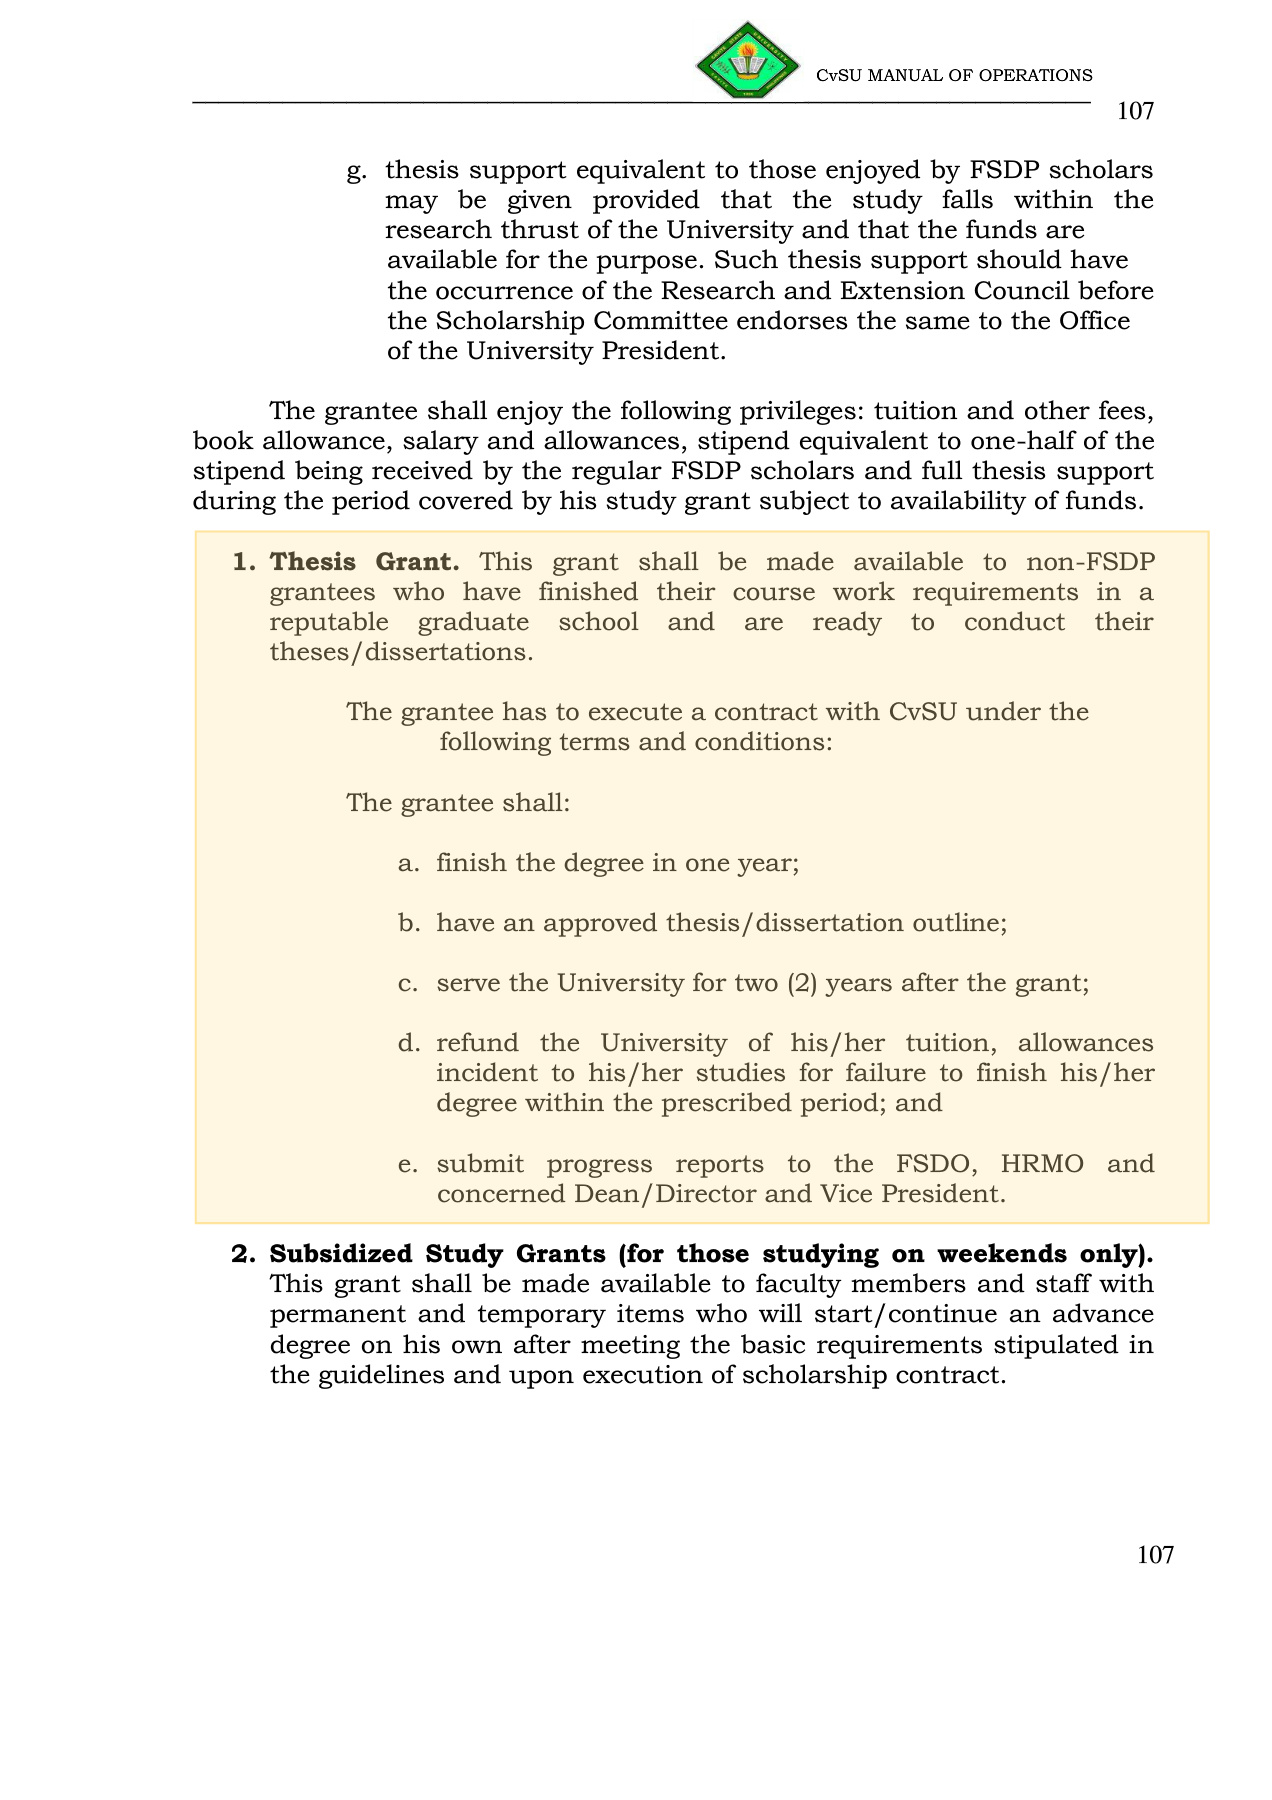 CvSU MANUAL OF OPERATIONS
107
g. thesis support equivalent to those enjoyed by FSDP scholars
may be given provided that the study falls within the
research thrust of the University and that the funds are
available for the purpose. Such thesis support should have
the occurrence of the Research and Extension Council before
the Scholarship Committee endorses the same to the Office
of the University President.
The grantee shall enjoy the following privileges: tuition and other fees,
book allowance, salary and allowances, stipend equivalent to one-half of the
stipend being received by the regular FSDP scholars and full thesis support
during the period covered by his study grant subject to availability of funds.
1. Thesis Grant. This grant shall be made available to non-FSDP
grantees who have finished their course work requirements in a
reputable graduate school and are ready to conduct their
theses/dissertations.
The grantee has to execute a contract with CvSU under the
following terms and conditions:
The grantee shall:
a. finish the degree in one year;
b. have an approved thesis/dissertation outline;
c. serve the University for two (2) years after the grant;
d. refund the University of his/her tuition, allowances
incident to his/her studies for failure to finish his/her
degree within the prescribed period; and
e. submit progress reports to the FSDO, HRMO and
concerned Dean/Director and Vice President.
2. Subsidized Study Grants (for those studying on weekends only).
This grant shall be made available to faculty members and staff with
permanent and temporary items who will start/continue an advance
degree on his own after meeting the basic requirements stipulated in
the guidelines and upon execution of scholarship contract.
107